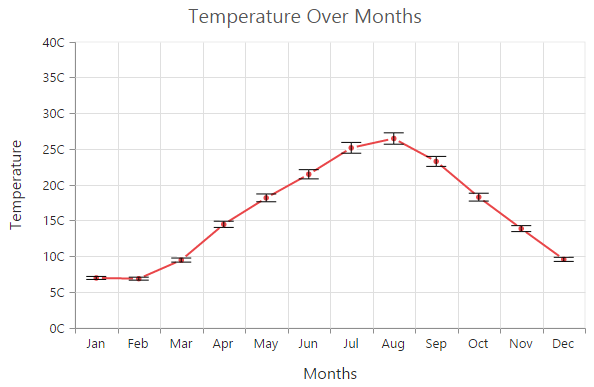 Temperature Over Months
40C
35C
30C
25C
20C
15C
10C
5C
0C
Temperature
Jan Feb Mar Apr May Jun Jul Aug Sep Oct Nov Dec
Months